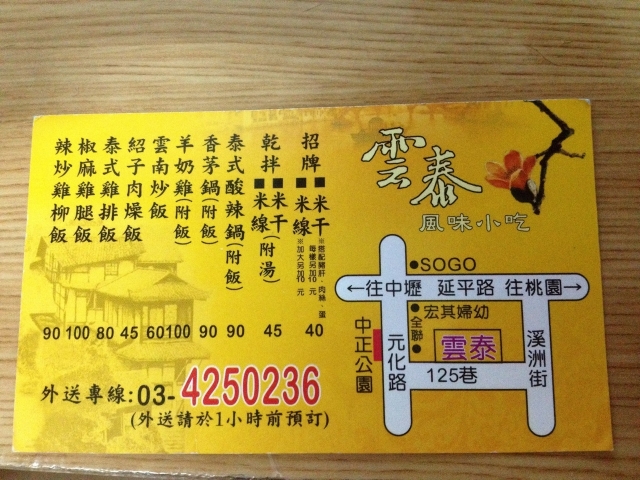 雲泰
風味小吃
招牌
■米干
■米線
※搭配豬肝、肉絲、蛋
每樣另加10元
※加大另加10元
40
乾拌
■米干
■米線(附湯)
45
泰式酸辣鍋(附飯)
90
香茅鍋(附飯)
90
羊奶雞(附飯)
100
雲南炒飯
60
紹子肉燥飯
45
泰式雞排飯
80
椒麻雞腿飯
100
辣炒雞柳飯
90
外送專線:03-4250236
(外送請於1小時前預訂)
●SOGO
←往中壢 延平路 往桃園→
●宏其婦幼
●全聯
雲泰
中正公園
元化路
125巷
溪洲街